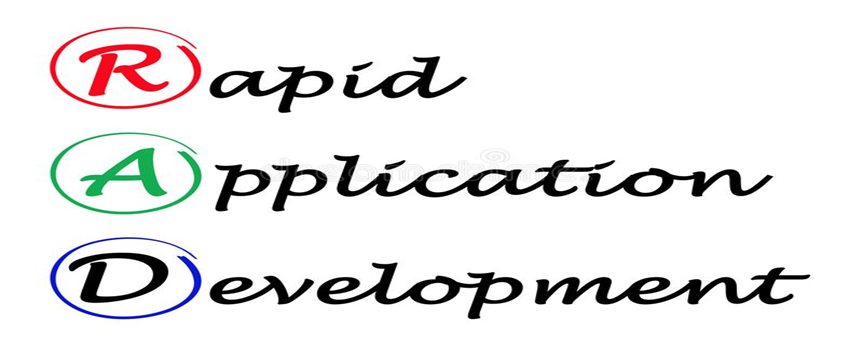 Rapid
Application
Development